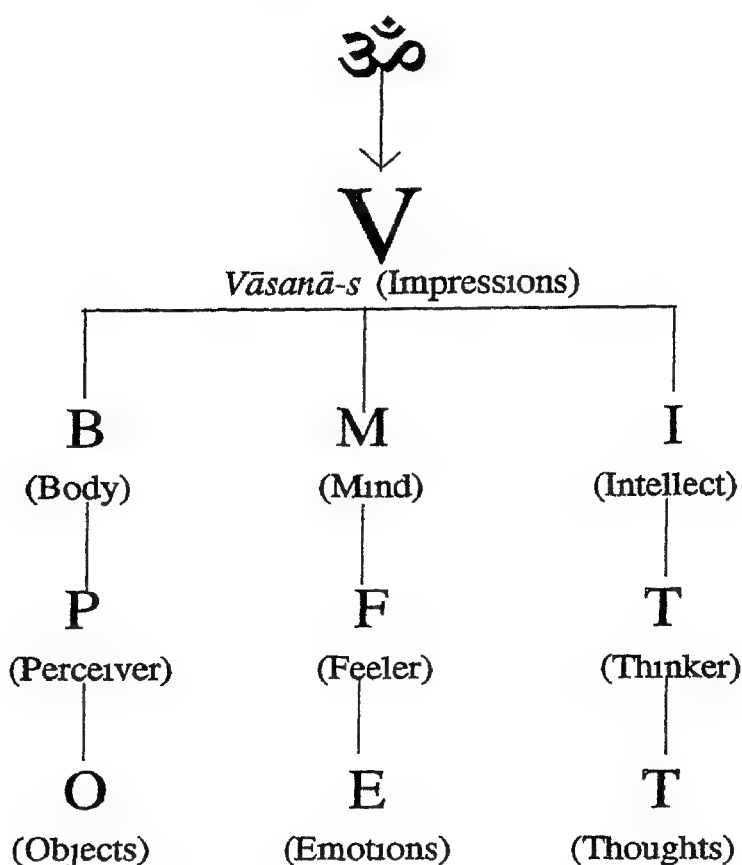 ॐ
V
Vāsanā-s (Impressions)
B M I
(Body) (Mind) (Intellect)
P F T
(Perceiver) (Feeler) (Thinker)
O E T
(Objects) (Emotions) (Thoughts)